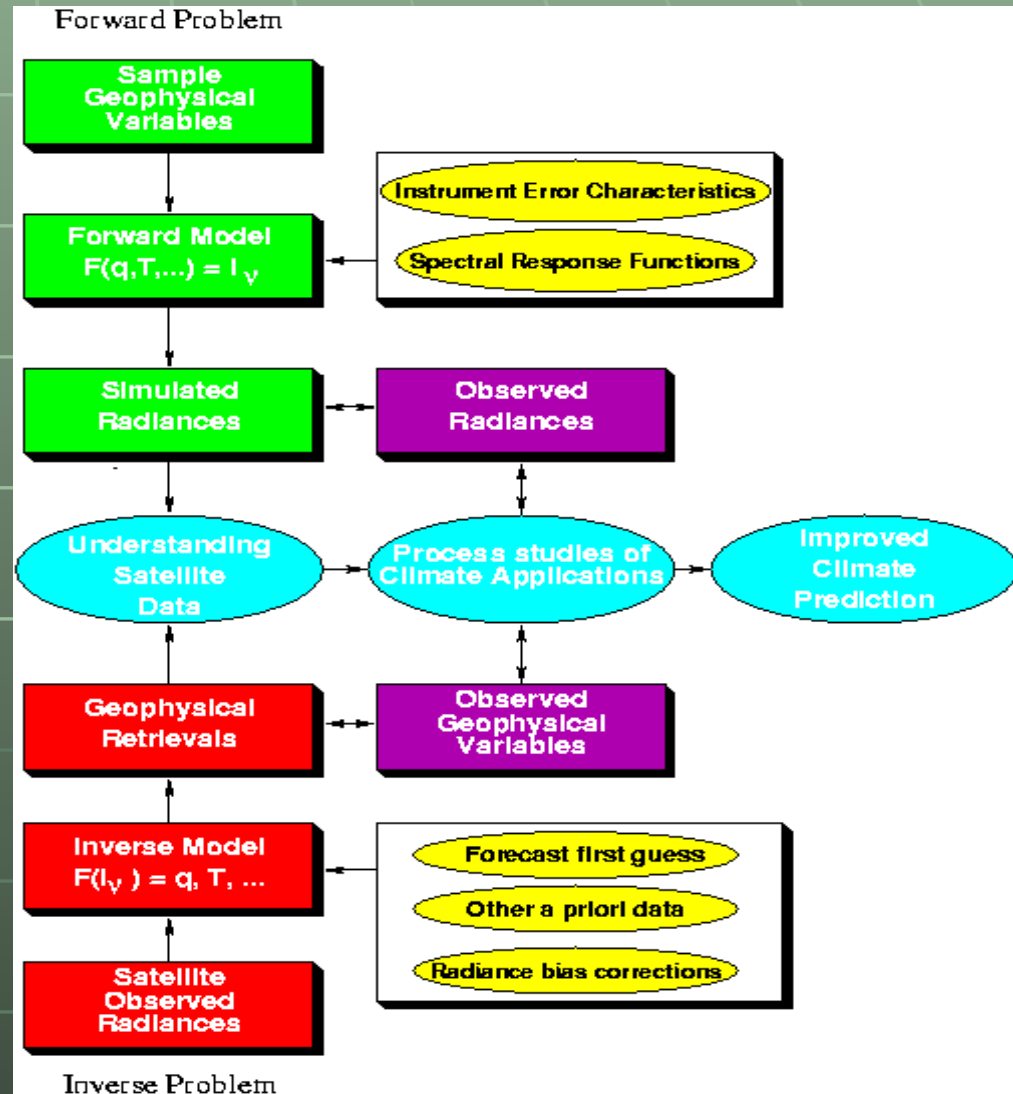 Forward Problem
Sample
Geophysical
Variables
Instrument Error Characteristics
Forward Model
F(q,T,...) = I ν
Spectral Response Functions
Simulated
Radiances
Observed
Radiances
Understanding
Satellite
Data
Process studies of
Climate Applications
Improved
Climate
Prediction
Geophysical
Retrievals
Observed
Geophysical
Variables
Inverse Model
F(Iν ) = q, T, ...
Forecast first guess
Other a priori data
Radiance bias corrections
Satellite
Observed
Radiances
Inverse Problem